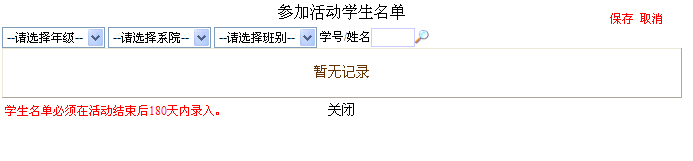 参加活动学生名单
保存 取消
--请选择年级-- --请选择系院-- --请选择班别-- 学号/姓名
暂无记录
学生名单必须在活动结束后180天内录入。 关闭